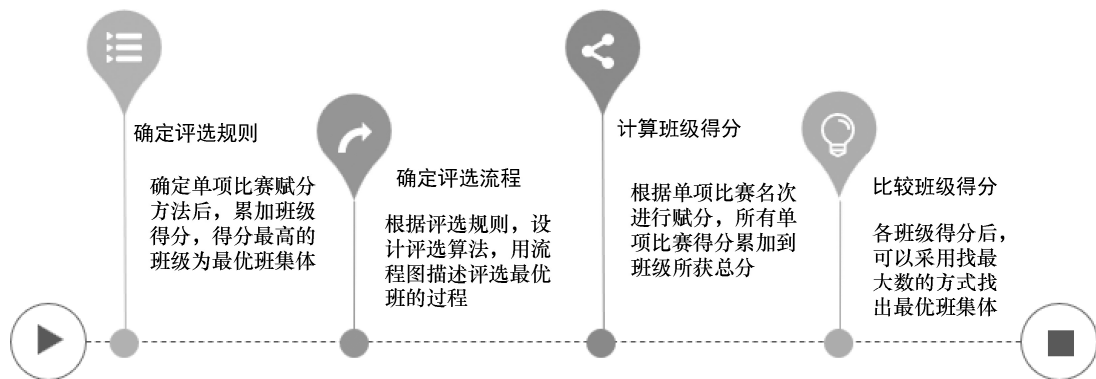 确定评选规则
确定单项比赛赋分
方法后，累加班级
得分，得分最高的
班级为最优班集体
确定评选流程
根据评选规则，设
计评选算法，用流
程图描述评选最优
班的过程
计算班级得分
根据单项比赛名次
进行赋分，所有单
项比赛得分累加到
班级所获总分
比较班级得分
各班级得分后，
可以采用找最
大数的方式找
出最优班集体